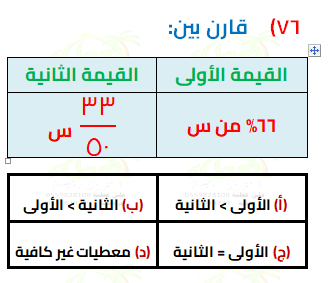 ٧٦) قارن بين:
القيمة الأولى القيمة الثانية
٦٦% من س ٣٣/٥٠ س
(أ) الأولى > الثانية (ب) الثانية > الأولى
(ج) الأولى = الثانية (د) معطيات غير كافية